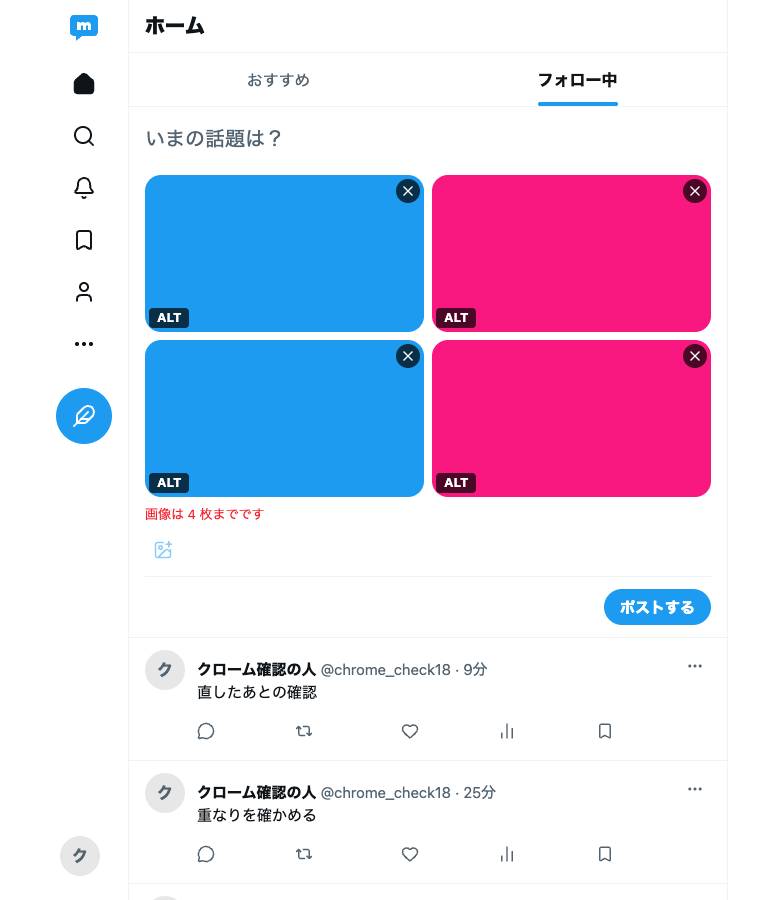 m
ホーム
おすすめ
フォロー中
いまの話題は？
ALT
ALT
ALT
ALT
画像は 4 枚までです
ポストする
ク
クローム確認の人 @chrome_check18 · 9分
直したあとの確認
ク
クローム確認の人 @chrome_check18 · 25分
重なりを確かめる
ク